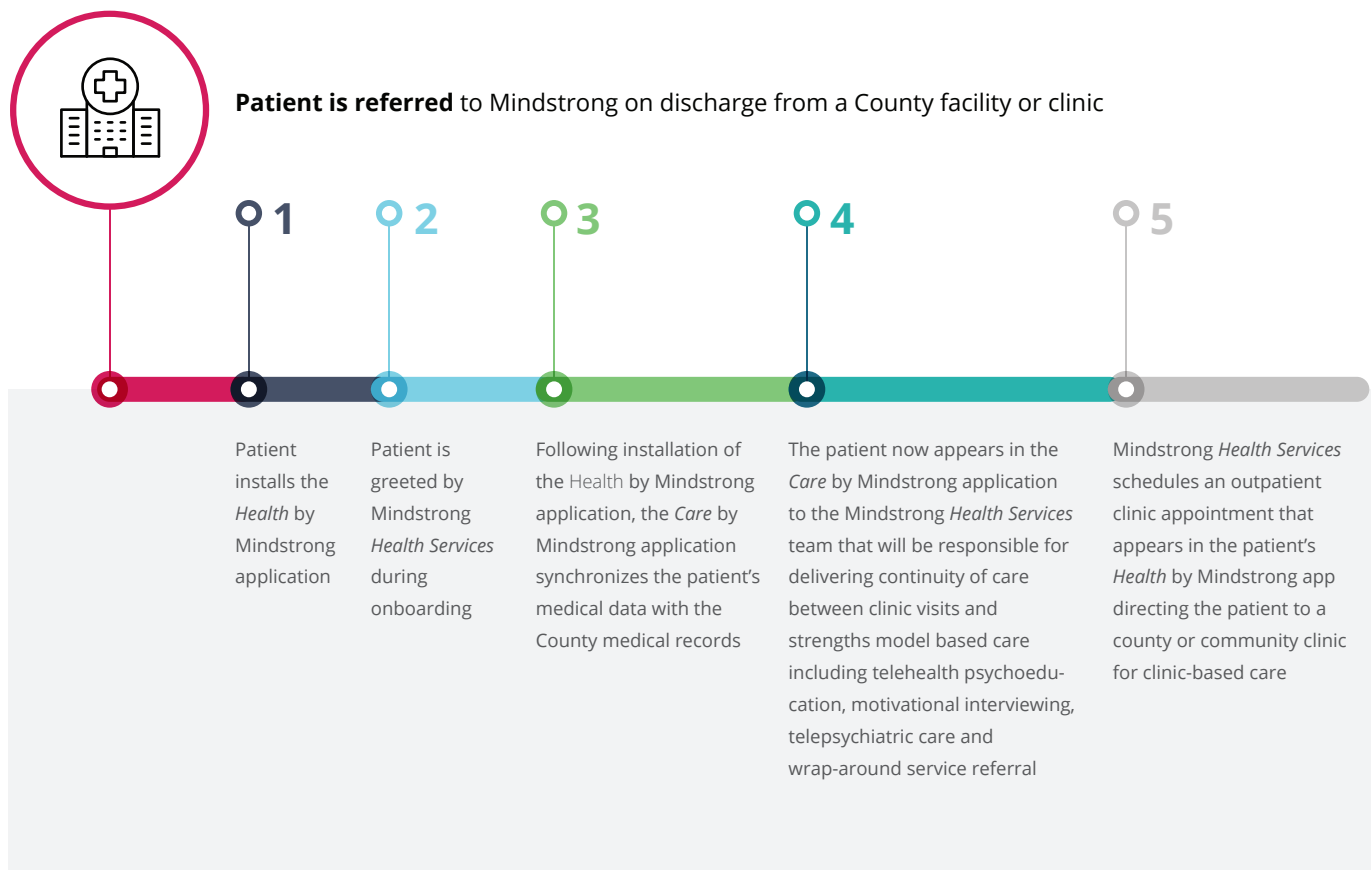 Patient is referred to Mindstrong on discharge from a County facility or clinic
1
2
3
4
5
Patient
installs the
Health by
Mindstrong
application
Patient is
greeted by
Mindstrong
Health Services
during
onboarding
Following installation of
the Health by Mindstrong
application, the Care by
Mindstrong application
synchronizes the patient’s
medical data with the
County medical records
The patient now appears in the
Care by Mindstrong application
to the Mindstrong Health Services
team that will be responsible for
delivering continuity of care
between clinic visits and
strengths model based care
including telehealth psychoedu-
cation, motivational interviewing,
telepsychiatric care and
wrap-around service referral
Mindstrong Health Services
schedules an outpatient
clinic appointment that
appears in the patient’s
Health by Mindstrong app
directing the patient to a
county or community clinic
for clinic-based care